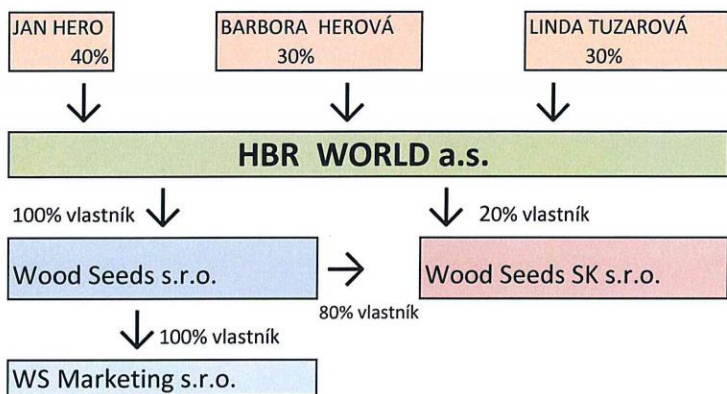 JAN HERO
40%
BARBORA HEROVÁ
30%
LINDA TUZAROVÁ
30%
HBR WORLD a.s.
100% vlastník
20% vlastník
Wood Seeds s.r.o.
Wood Seeds SK s.r.o.
80% vlastník
100% vlastník
WS Marketing s.r.o.